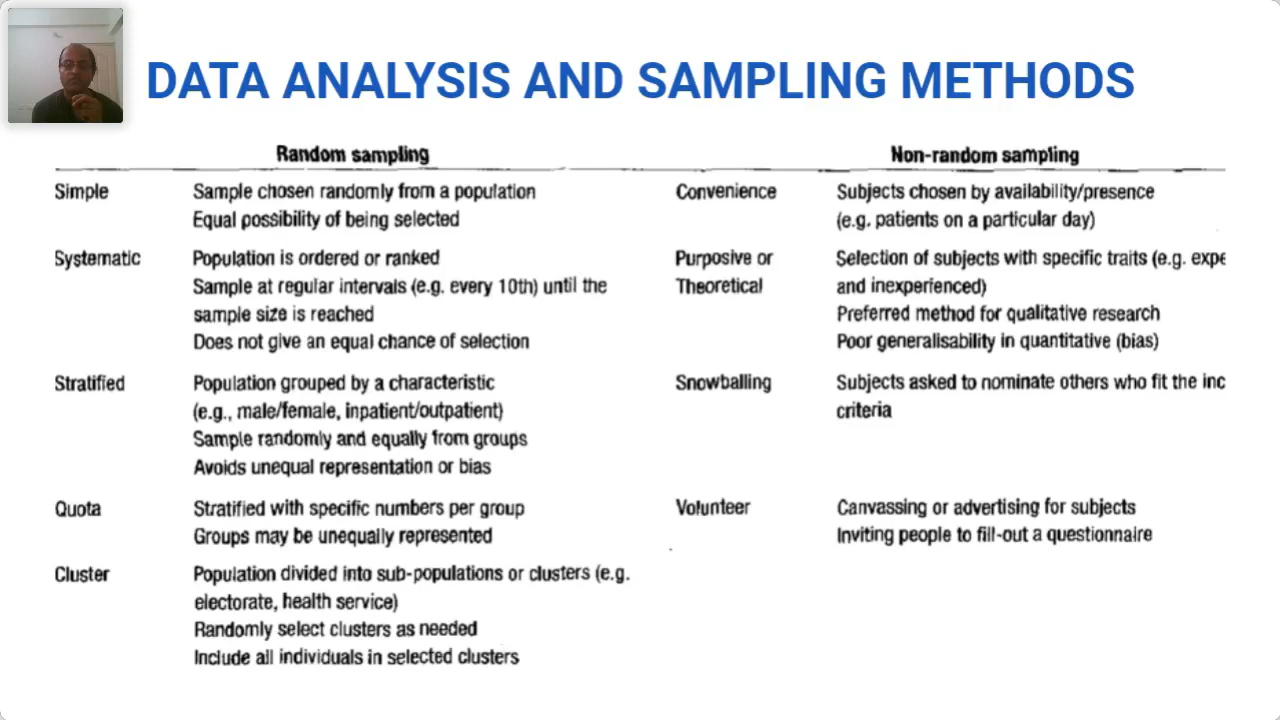 DATA ANALYSIS AND SAMPLING METHODS
Random sampling
Simple Sample chosen randomly from a population
Equal possibility of being selected
Systematic Population is ordered or ranked
Sample at regular intervals (e.g. every 10th) until the
sample size is reached
Does not give an equal chance of selection
Stratified Population grouped by a characteristic
(e.g., male/female, inpatient/outpatient)
Sample randomly and equally from groups
Avoids unequal representation or bias
Quota Stratified with specific numbers per group
Groups may be unequally represented
Cluster Population divided into sub-populations or clusters (e.g.
electorate, health service)
Randomly select clusters as needed
Include all individuals in selected clusters
Non-random sampling
Convenience Subjects chosen by availability/presence
(e.g. patients on a particular day)
Purposive or Selection of subjects with specific traits (e.g. expe
Theoretical and inexperienced)
Preferred method for qualitative research
Poor generalisability in quantitative (bias)
Snowballing Subjects asked to nominate others who fit the inc
criteria
Volunteer Canvassing or advertising for subjects
Inviting people to fill-out a questionnaire